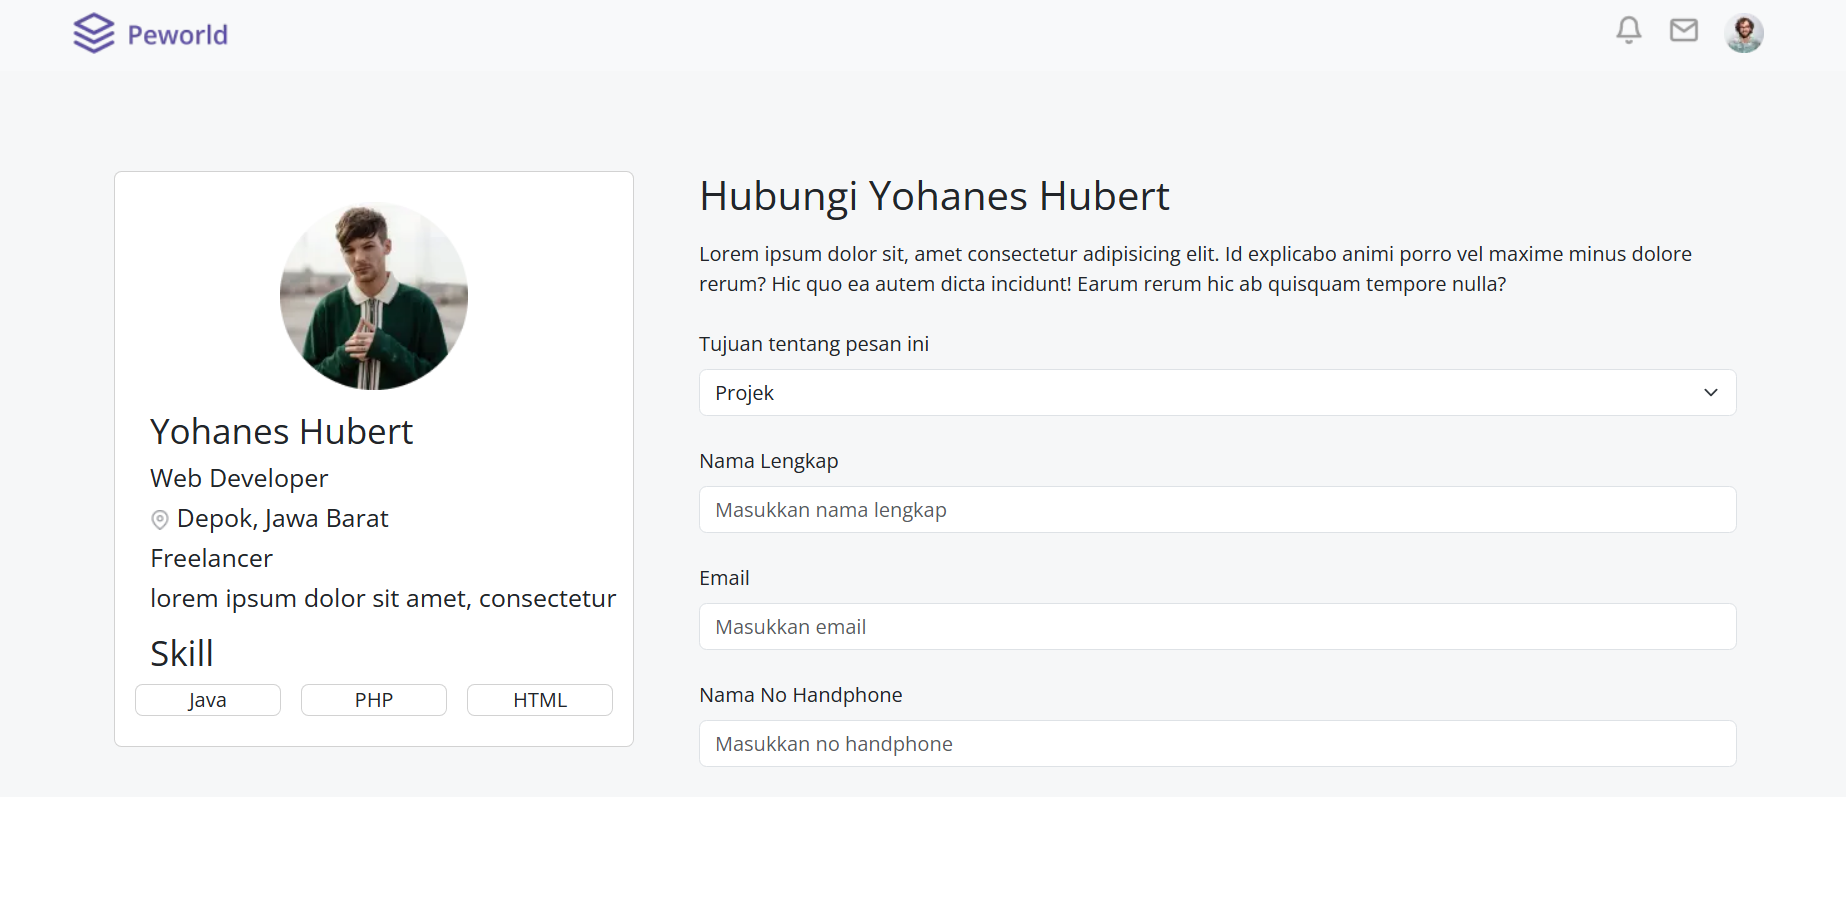 Peworld
Yohanes Hubert
Web Developer
Depok, Jawa Barat
Freelancer
lorem ipsum dolor sit amet, consectetur
Skill
Java
PHP
HTML
Hubungi Yohanes Hubert
Lorem ipsum dolor sit, amet consectetur adipisicing elit. Id explicabo animi porro vel maxime minus dolore
rerum? Hic quo ea autem dicta incidunt! Earum rerum hic ab quisquam tempore nulla?
Tujuan tentang pesan ini
Projek
Nama Lengkap
Masukkan nama lengkap
Email
Masukkan email
Nama No Handphone
Masukkan no handphone